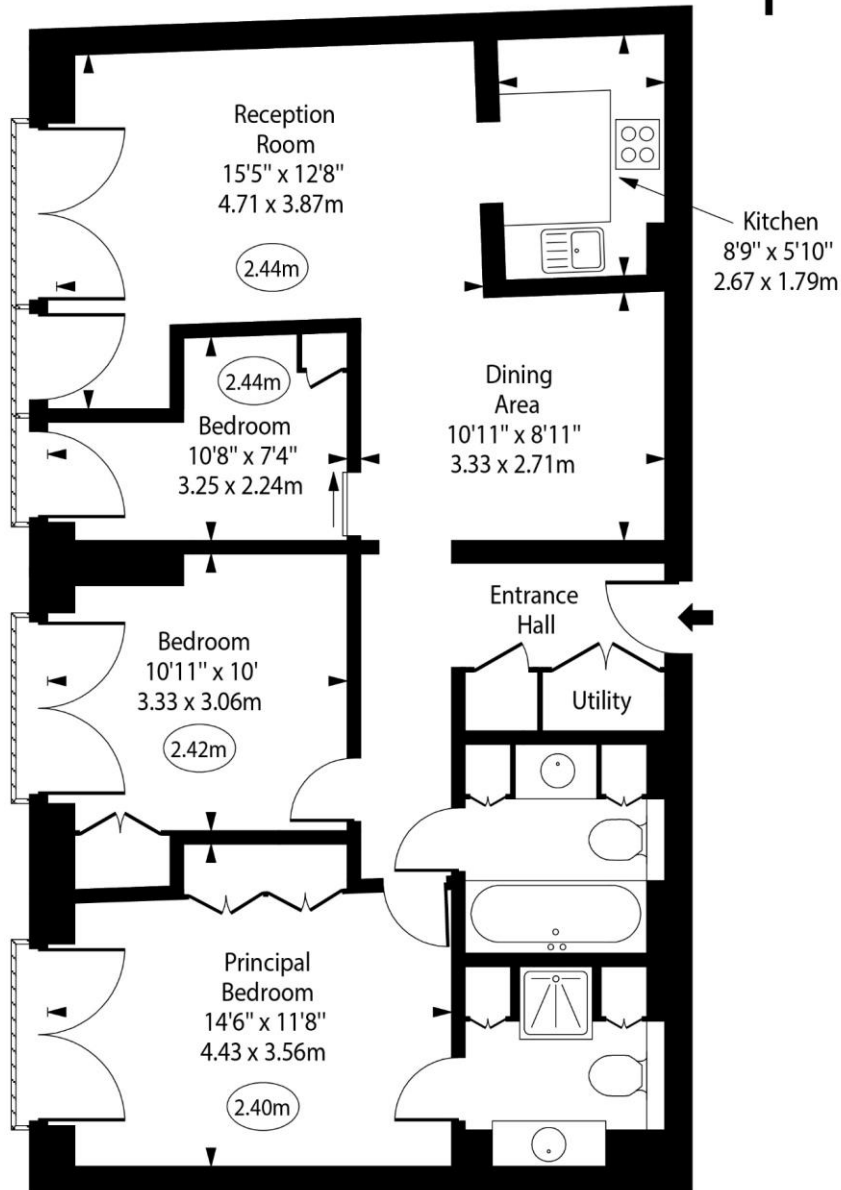 Reception
Room
15'5" x 12'8"
4.71 x 3.87m
2.44m
Kitchen
8'9" x 5'10"
2.67 x 1.79m
2.44m
Bedroom
10'8" x 7'4"
3.25 x 2.24m
Dining
Area
10'11" x 8'11"
3.33 x 2.71m
Entrance
Hall
Utility
Bedroom
10'11" x 10'
3.33 x 3.06m
2.42m
Principal
Bedroom
14'6" x 11'8"
4.43 x 3.56m
2.40m